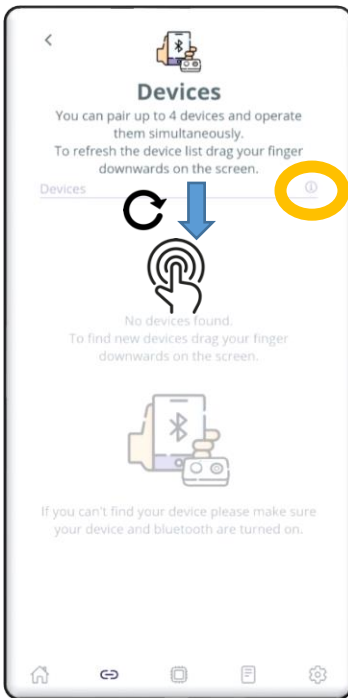 Devices
You can pair up to 4 devices and operate
them simultaneously.
To refresh the device list drag your finger
downwards on the screen.
Devices
No devices found.
To find new devices drag your finger
downwards on the screen.
If you can't find your device please make sure
your device and bluetooth are turned on.